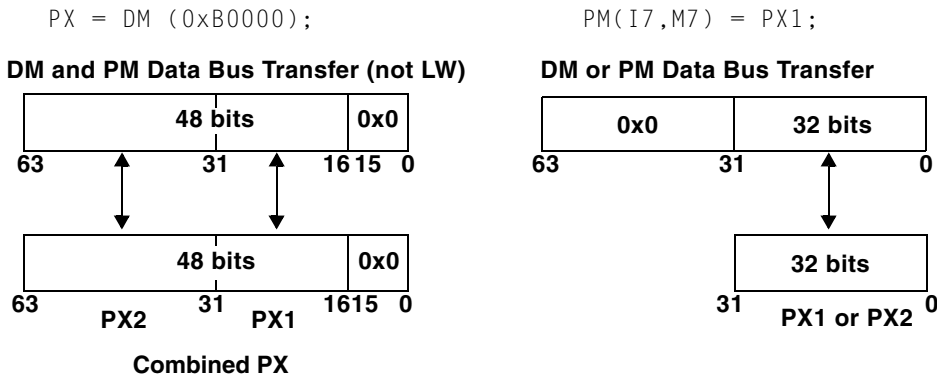 PX = DM (0xB0000);
PM(I7,M7) = PX1;
DM and PM Data Bus Transfer (not LW)
DM or PM Data Bus Transfer
48 bits 0x0
63 31 16 15 0
48 bits 0x0
63 31 1615 0
PX2 PX1
Combined PX
0x0 32 bits
63 31 0
32 bits
31 0
PX1 or PX2